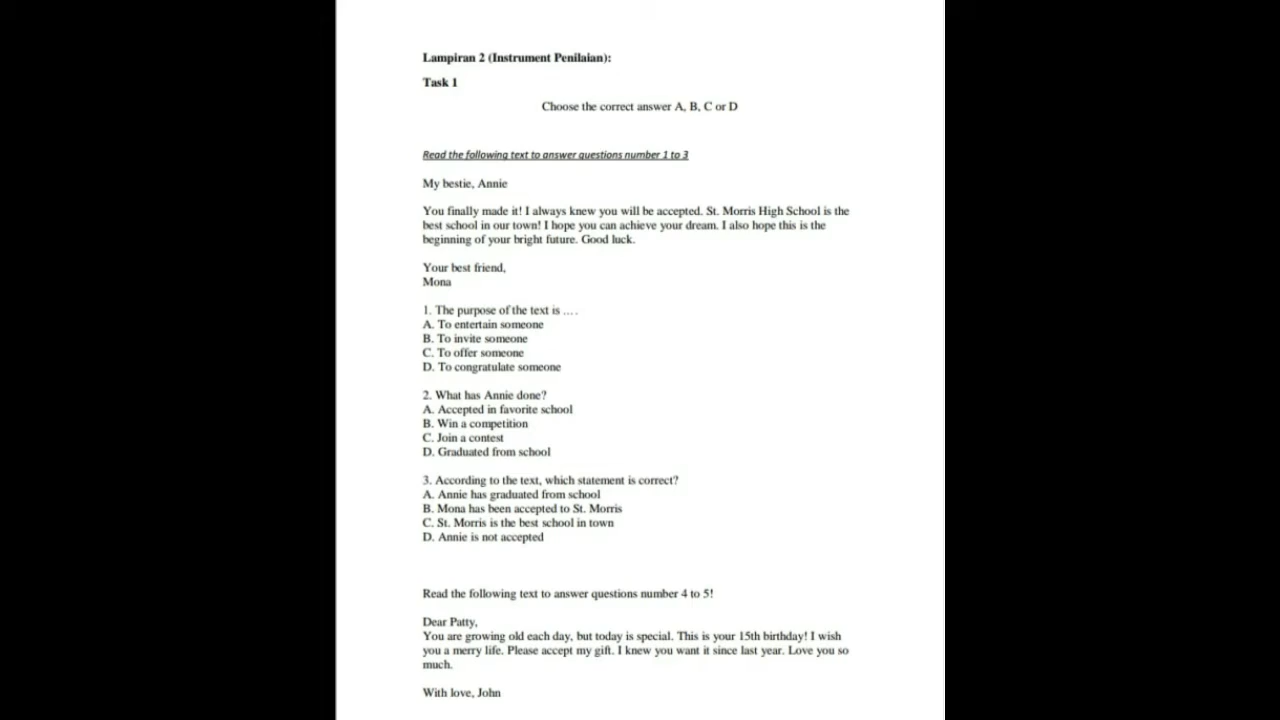 Lampiran 2 (Instrument Penilaian):
Task 1
Choose the correct answer A, B, C or D
Read the following text to answer questions number 1 to 3
My bestie, Annie
You finally made it! I always knew you will be accepted. St. Morris High School is the
best school in our town! I hope you can achieve your dream. I also hope this is the
beginning of your bright future. Good luck.
Your best friend,
Mona
1. The purpose of the text is ....
A. To entertain someone
B. To invite someone
C. To offer someone
D. To congratulate someone
2. What has Annie done?
A. Accepted in favorite school
B. Win a competition
C. Join a contest
D. Graduated from school
3. According to the text, which statement is correct?
A. Annie has graduated from school
B. Mona has been accepted to St. Morris
C. St. Morris is the best school in town
D. Annie is not accepted
Read the following text to answer questions number 4 to 5!
Dear Patty,
You are growing old each day, but today is special. This is your 15th birthday! I wish
you a merry life. Please accept my gift. I knew you want it since last year. Love you so
much.
With love, John